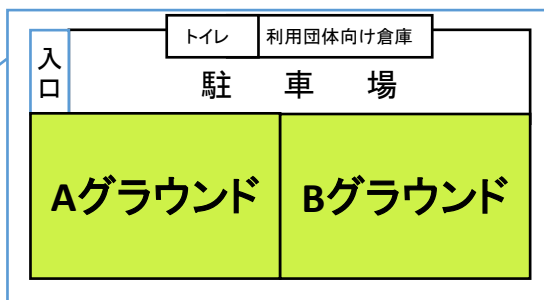 トイレ
利用団体向け倉庫
入口
駐車場
Aグラウンド
Bグラウンド